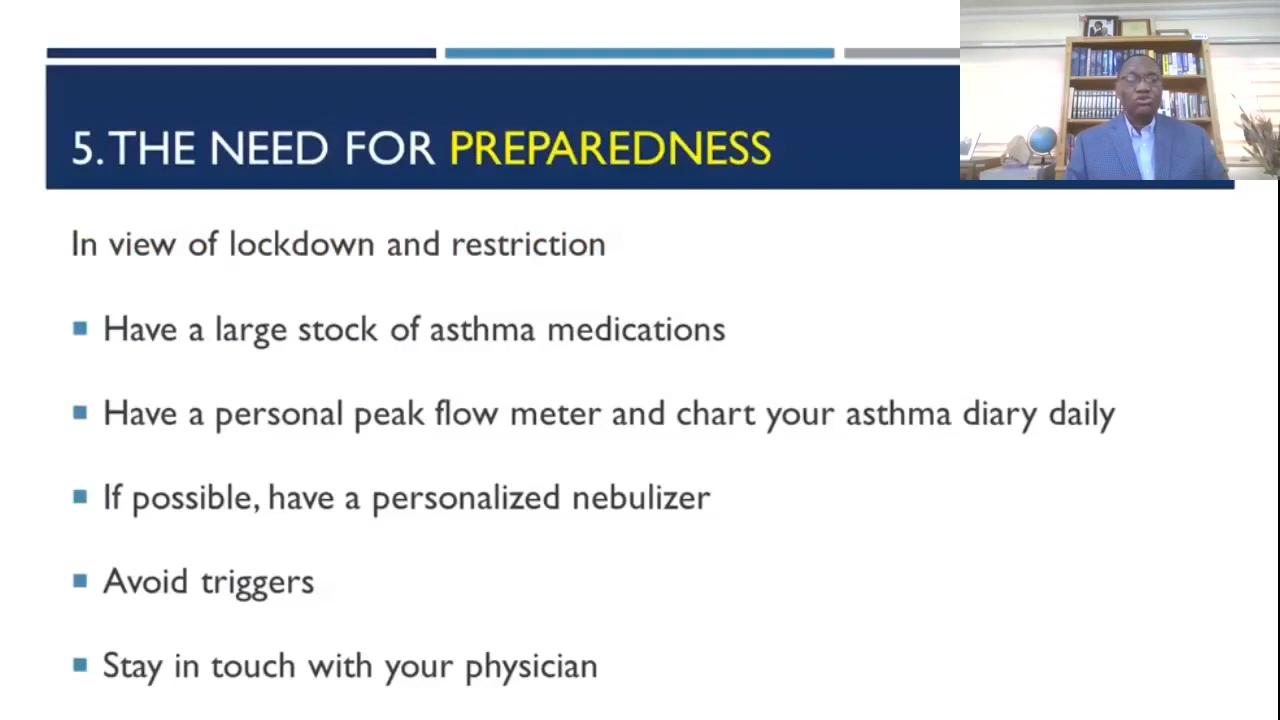 5. THE NEED FOR PREPAREDNESS
In view of lockdown and restriction
Have a large stock of asthma medications
Have a personal peak flow meter and chart your asthma diary daily
If possible, have a personalized nebulizer
Avoid triggers
Stay in touch with your physician